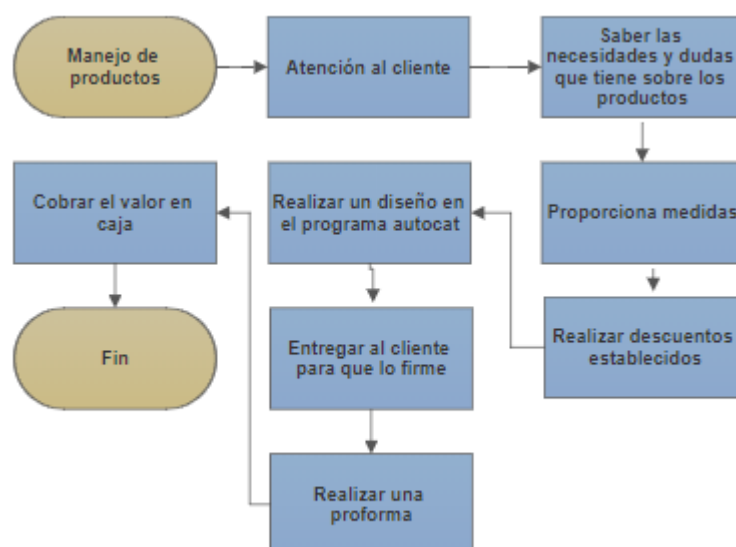 Manejo de
productos
Atención al cliente
Saber las
necesidades y dudas
que tiene sobre los
productos
Proporciona medidas
Realizar descuentos
establecidos
Realizar un diseño en
el programa autocat
Entregar al cliente
para que lo firme
Realizar una
proforma
Cobrar el valor en
caja
Fin